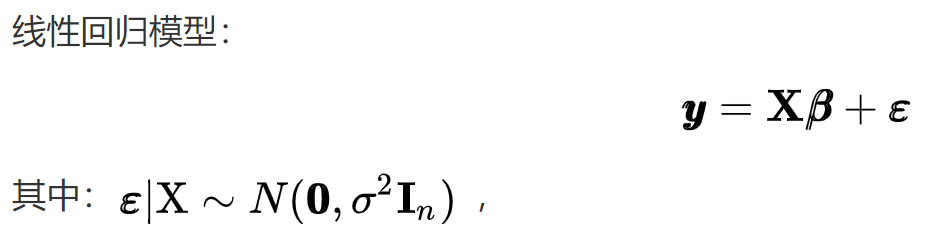 线性回归模型：
y = Xβ + ε
其中： ε|X ~ N(0, σ²Iₙ) ，